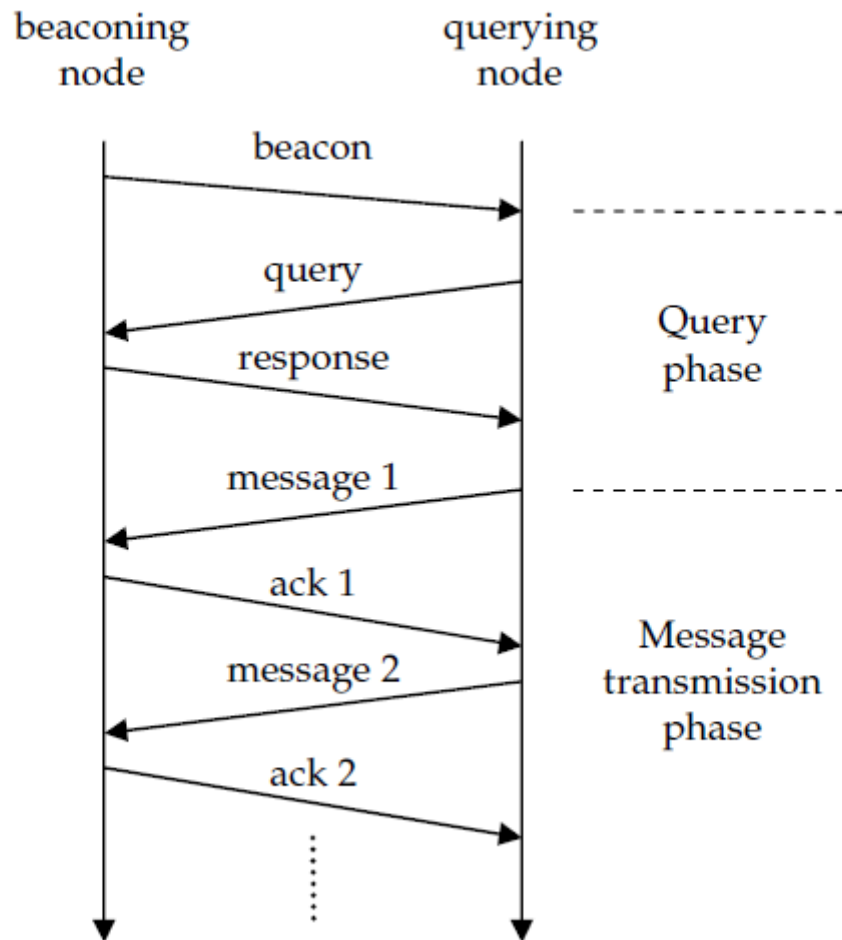 beaconing
node
querying
node
beacon
query
response
Query
phase
message 1
ack 1
message 2
ack 2
Message
transmission
phase